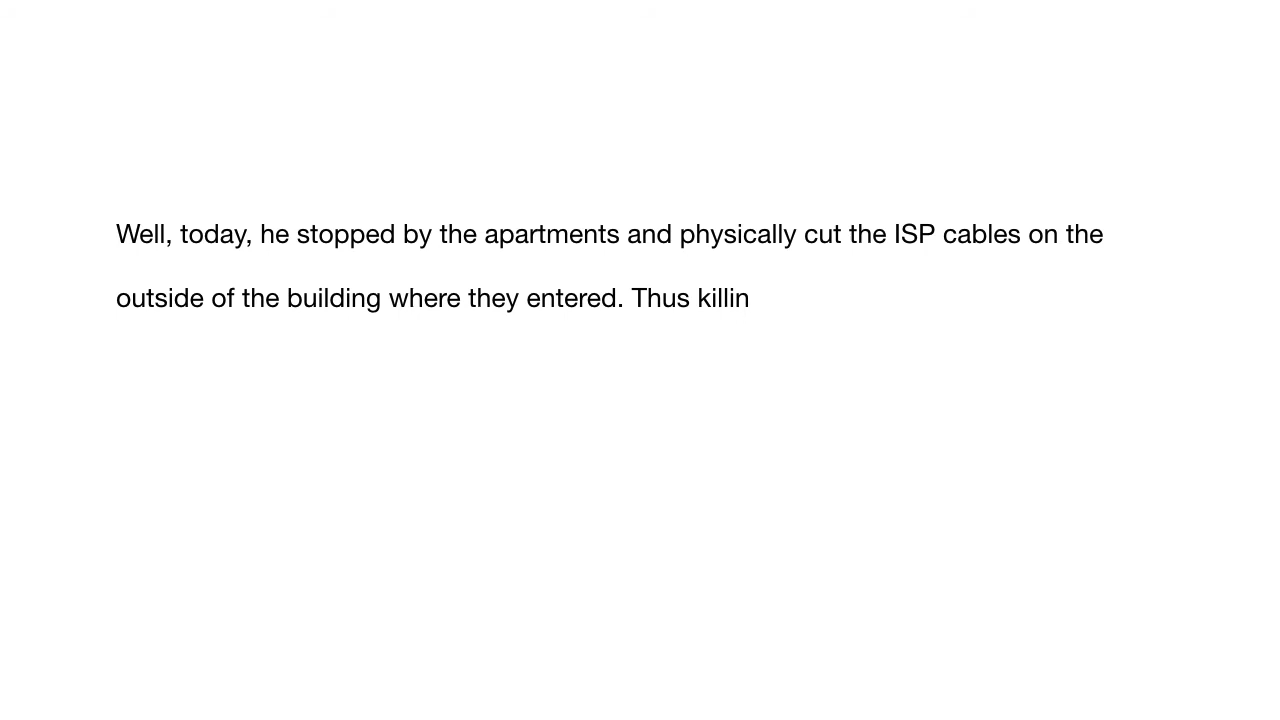 Well, today, he stopped by the apartments and physically cut the ISP cables on the
outside of the building where they entered. Thus killin